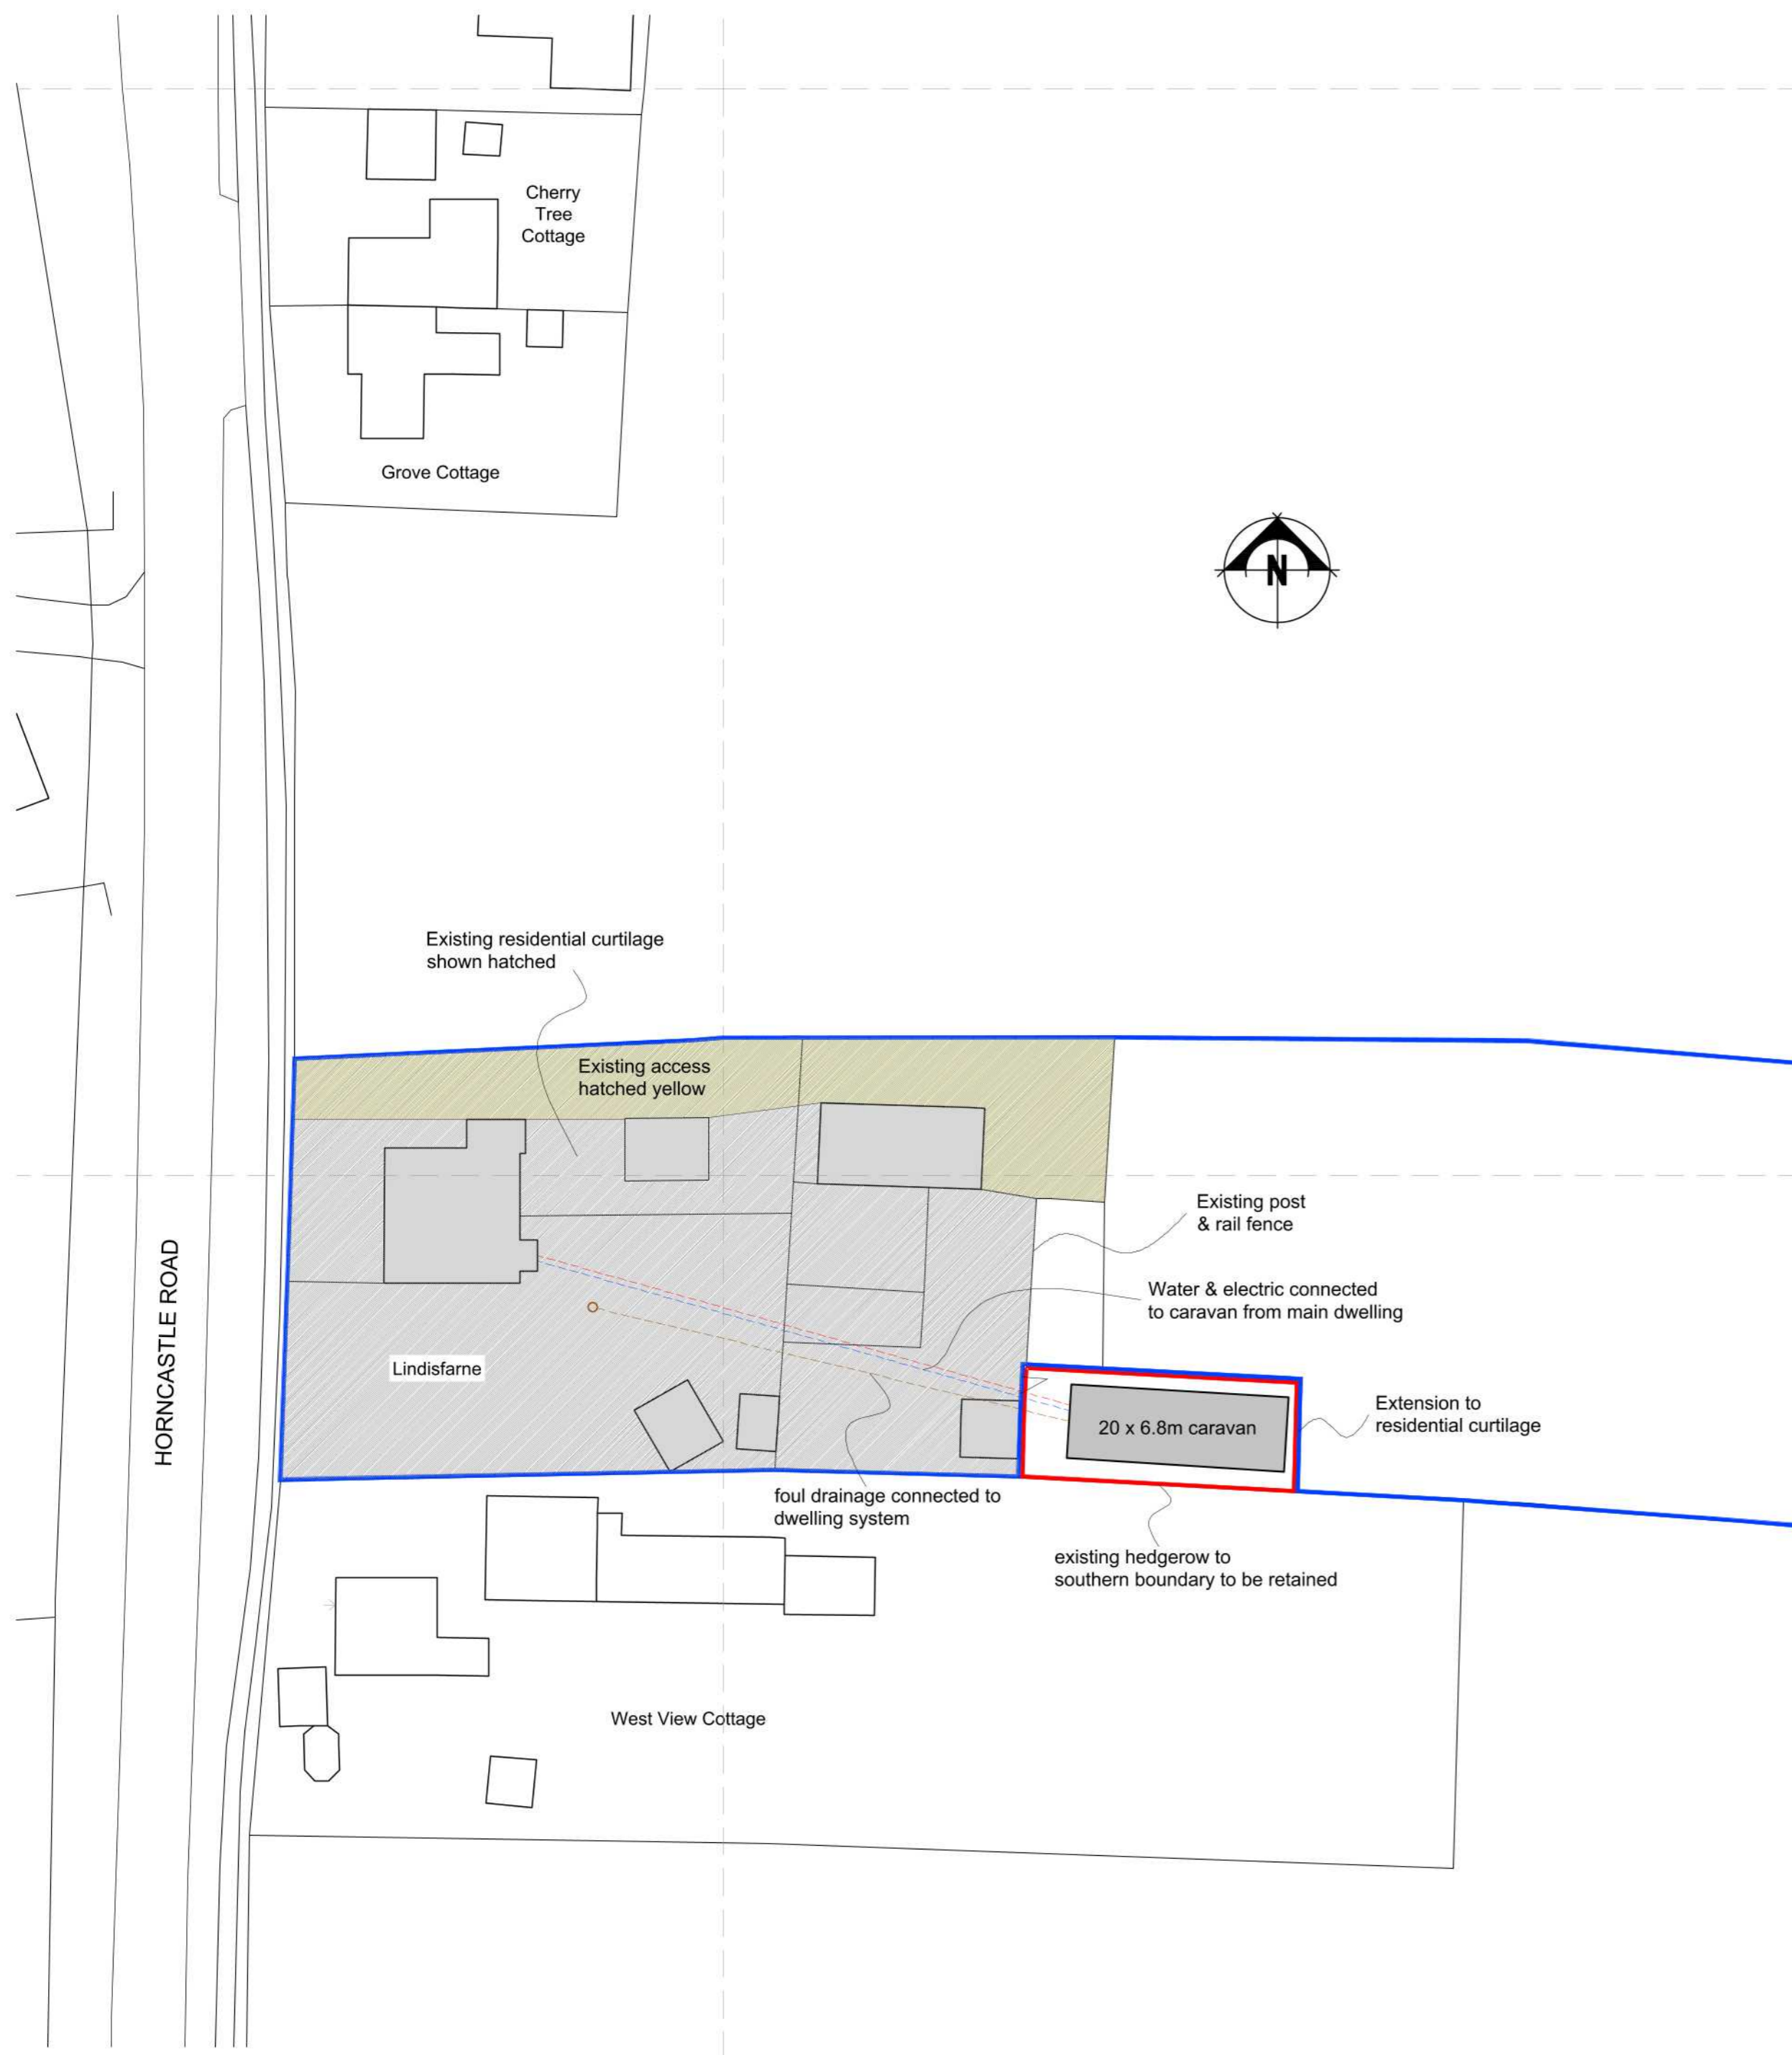 Cherry
Tree
Cottage
Grove Cottage
N
Existing residential curtilage
shown hatched
Existing access
hatched yellow
Existing post
& rail fence
Water & electric connected
to caravan from main dwelling
HORNCASTLE ROAD
Lindisfarne
20 x 6.8m caravan
Extension to
residential curtilage
foul drainage connected to
dwelling system
existing hedgerow to
southern boundary to be retained
West View Cottage